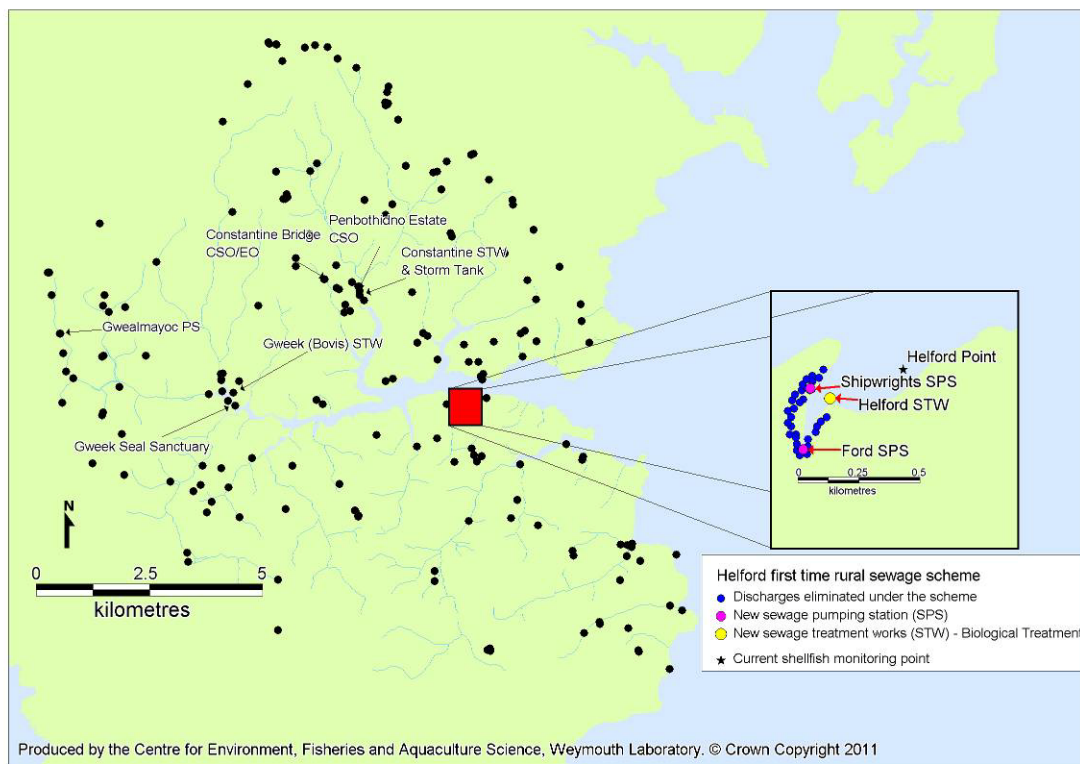 Penbothidno Estate
CSO
Constantine Bridge
CSO/EO
Constantine STW
& Storm Tank
Gwealmayoc PS
Gweek (Bovis) STW
Gweek Seal Sanctuary
N
0 2.5 5
kilometres
Helford Point
Shipwrights SPS
Helford STW
Ford SPS
0 0.25 0.5
kilometres
Helford first time rural sewage scheme
Discharges eliminated under the scheme
New sewage pumping station (SPS)
New sewage treatment works (STW) - Biological Treatment
Current shellfish monitoring point
Produced by the Centre for Environment, Fisheries and Aquaculture Science, Weymouth Laboratory. © Crown Copyright 2011